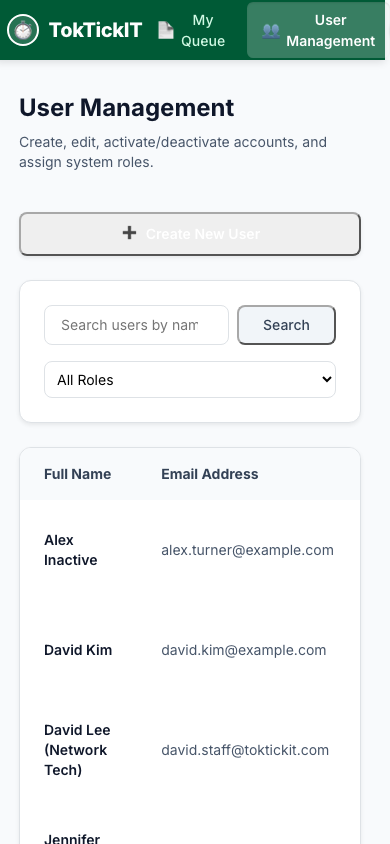 TokTickIT
My
Queue
User
Management
User Management
Create, edit, activate/deactivate accounts, and
assign system roles.
Create New User
Search users by nam
Search
All Roles
Full Name Email Address
Alex
Inactive
alex.turner@example.com
David Kim david.kim@example.com
David Lee
(Network
Tech)
david.staff@toktickit.com
Jennifer